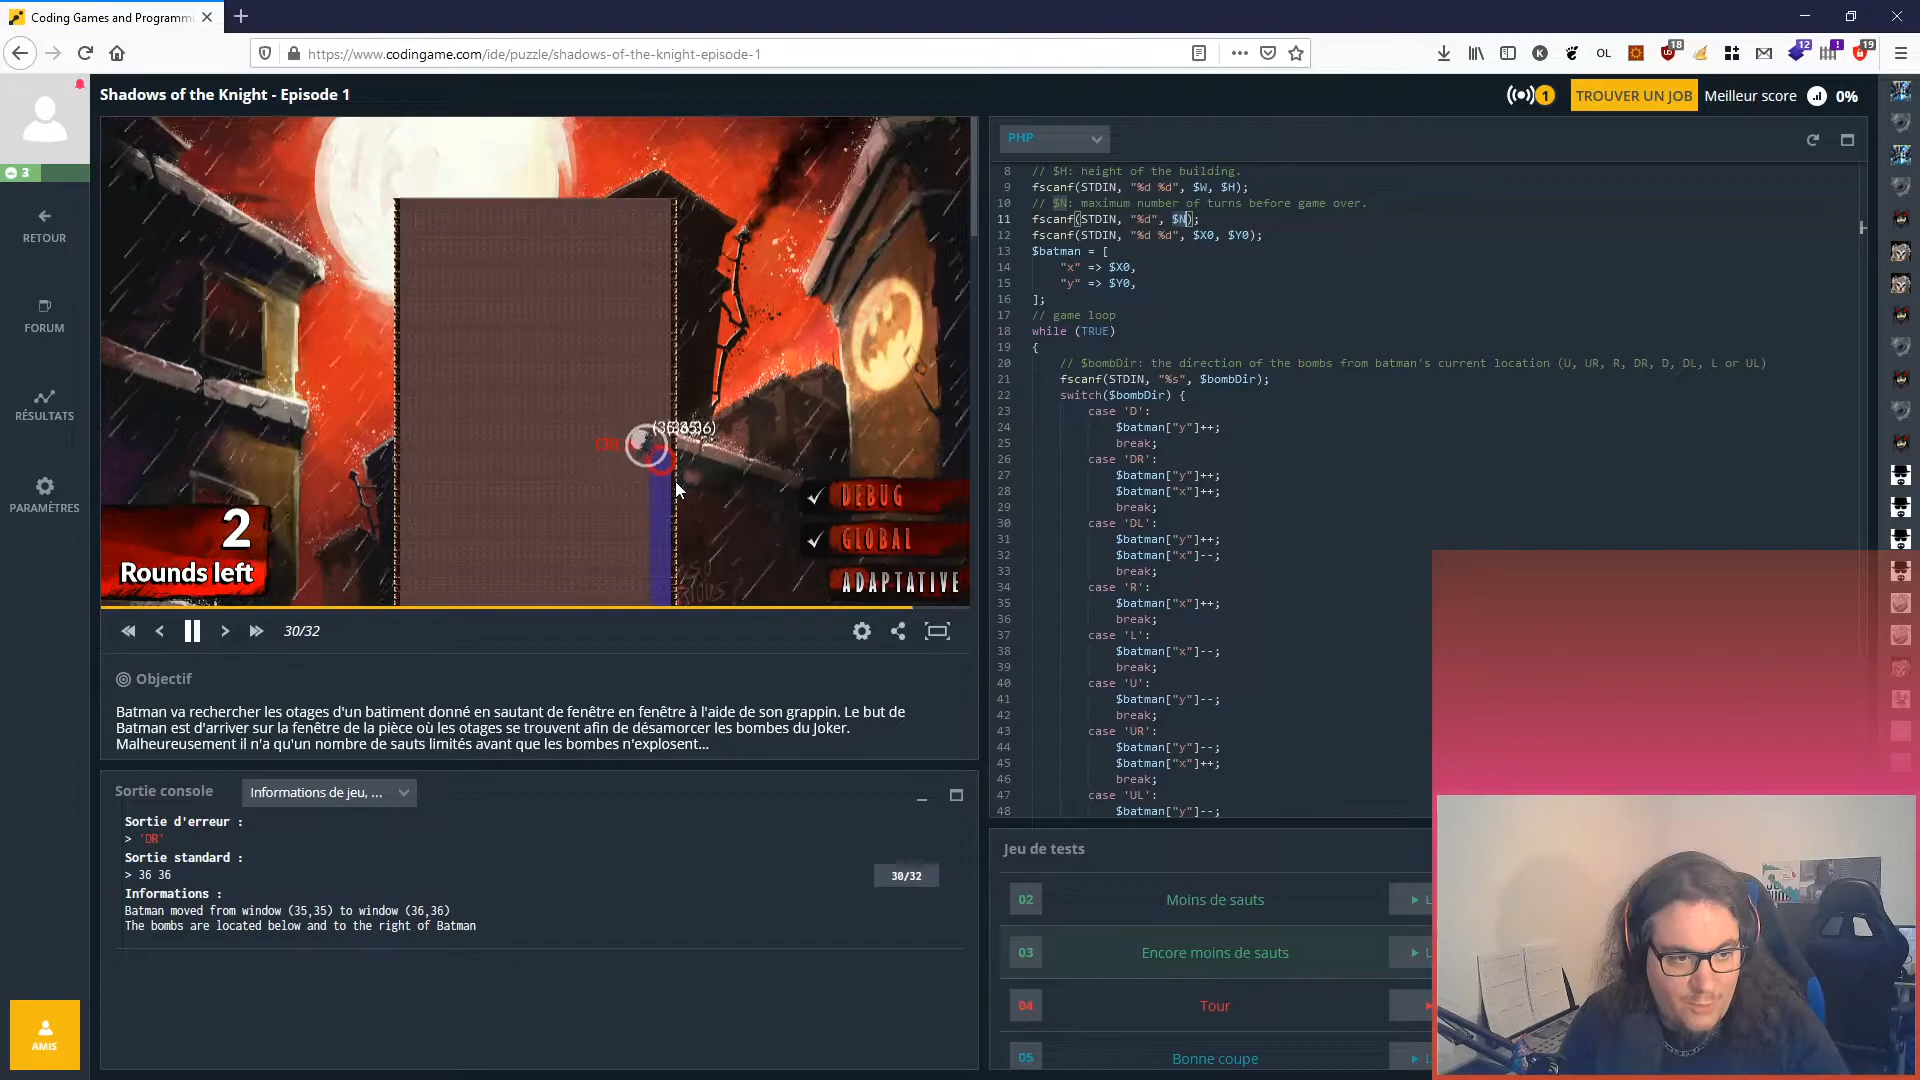 Coding Games and Programmi
https://www.codingame.com/ide/puzzle/shadows-of-the-knight-episode-1
OL
18
12
!
19
Shadows of the Knight - Episode 1
1
TROUVER UN JOB
Meilleur score
0%
3
RETOUR
FORUM
RÉSULTATS
PARAMÈTRES
AMIS
2
Rounds left
DEBUG
GLOBAL
ADAPTATIVE
30/32
Objectif
Batman va rechercher les otages d'un batiment donné en sautant de fenêtre en fenêtre à l'aide de son grappin. Le but de
Batman est d'arriver sur la fenêtre de la pièce où les otages se trouvent afin de désamorcer les bombes du Joker.
Malheureusement il n'a qu'un nombre de sauts limités avant que les bombes n'explosent...
Sortie console
Informations de jeu, ...
Sortie d'erreur :
> 'DR'
Sortie standard :
> 36 36
30/32
Informations :
Batman moved from window (35,35) to window (36,36)
The bombs are located below and to the right of Batman
PHP
8 // $H: height of the building.
9 fscanf(STDIN, "%d %d", $W, $H);
10 // $N: maximum number of turns before game over.
11 fscanf(STDIN, "%d", $N);
12 fscanf(STDIN, "%d %d", $X0, $Y0);
13 $batman = [
14 "x" => $X0,
15 "y" => $Y0,
16 ];
17 // game loop
18 while (TRUE)
19 {
20 // $bombDir: the direction of the bombs from batman's current location (U, UR, R, DR, D, DL, L or UL)
21 fscanf(STDIN, "%s", $bombDir);
22 switch($bombDir) {
23 case 'D':
24 $batman["y"]++;
25 break;
26 case 'DR':
27 $batman["y"]++;
28 $batman["x"]++;
29 break;
30 case 'DL':
31 $batman["y"]++;
32 $batman["x"]--;
33 break;
34 case 'R':
35 $batman["x"]++;
36 break;
37 case 'L':
38 $batman["x"]--;
39 break;
40 case 'U':
41 $batman["y"]--;
42 break;
43 case 'UR':
44 $batman["y"]--;
45 $batman["x"]++;
46 break;
47 case 'UL':
48 $batman["y"]--;
Jeu de tests
02 Moins de sauts
03 Encore moins de sauts
04 Tour
05 Bonne coupe